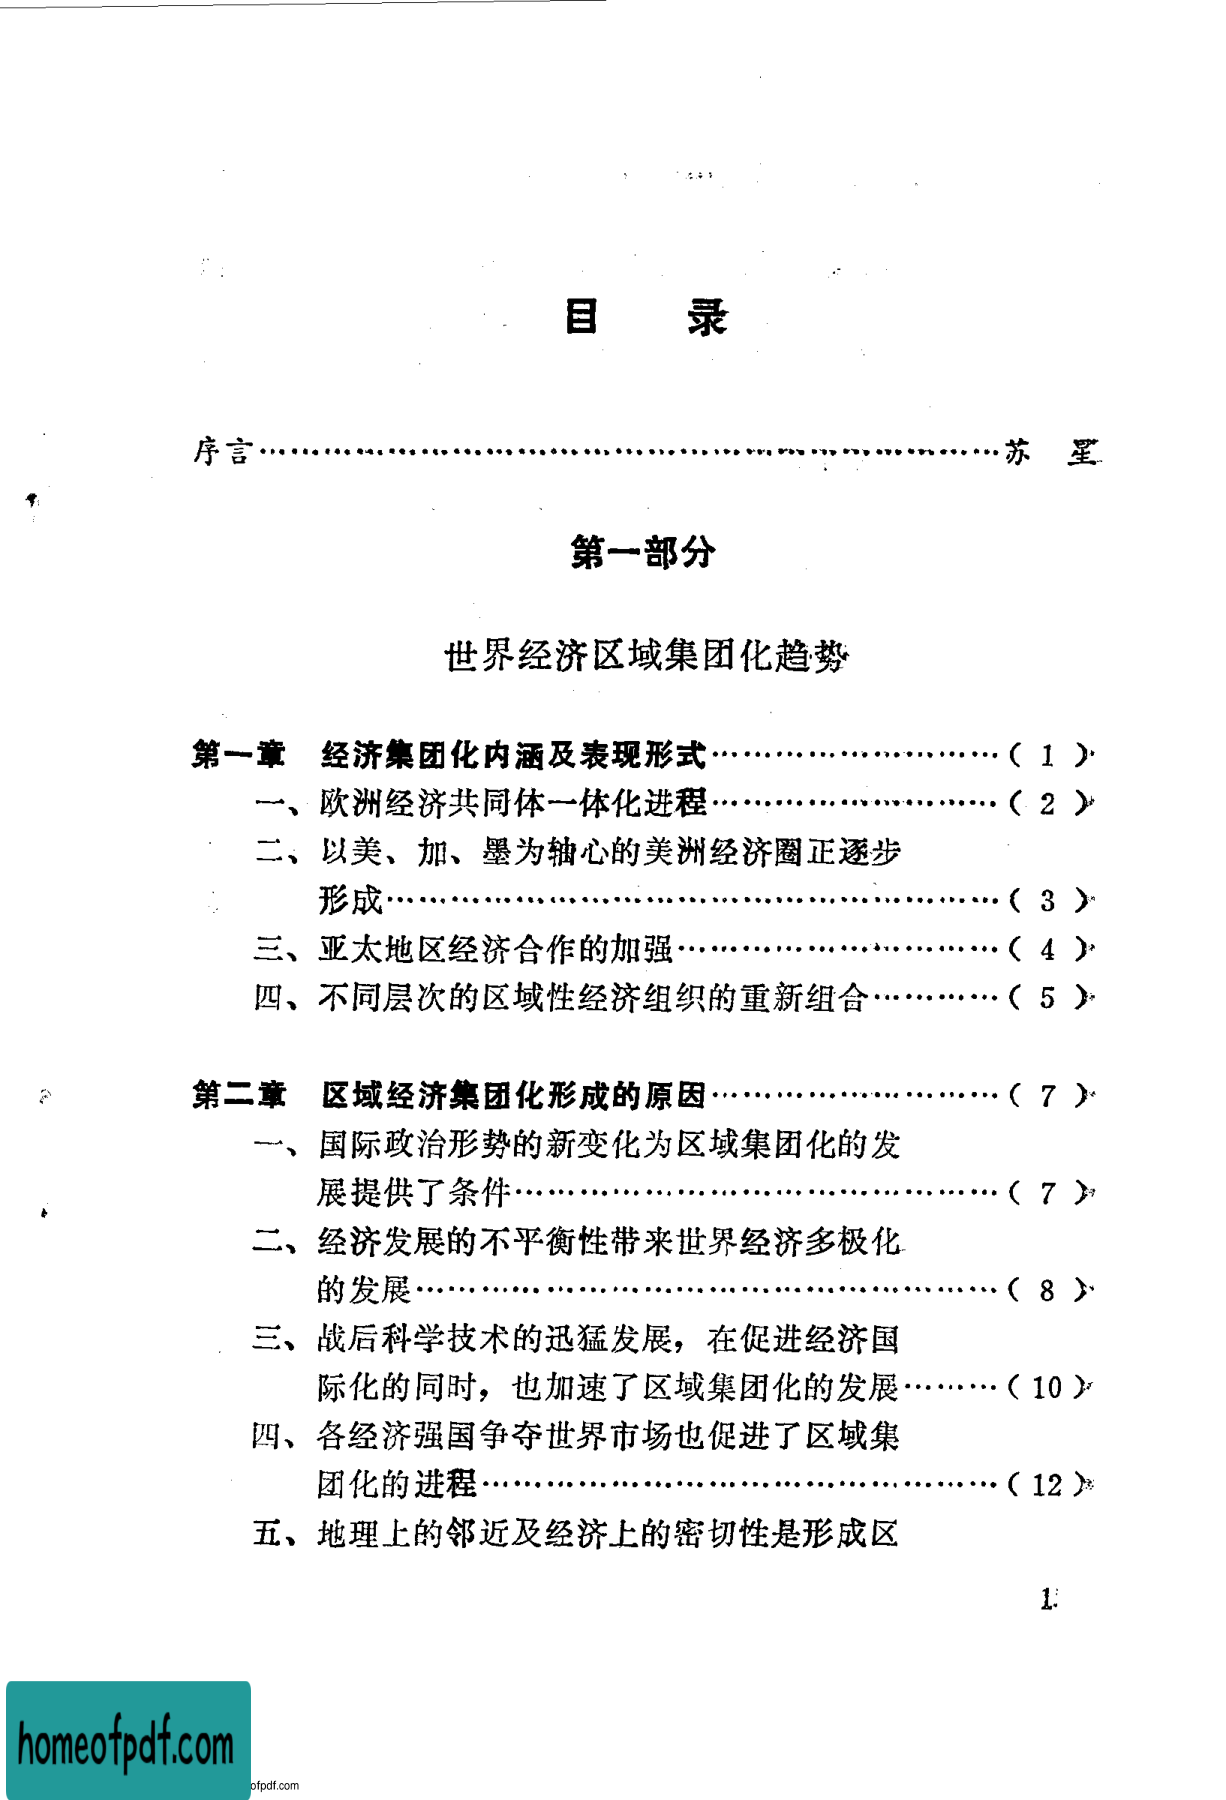 目　录
序言……………………………………………………………苏　星
第一部分
世界经济区域集团化趋势
第一章　经济集团化内涵及表现形式………………………( 1 )
一、欧洲经济共同体一体化进程………………………( 2 )
二、以美、加、墨为轴心的美洲经济圈正逐步
形成…………………………………………………( 3 )
三、亚太地区经济合作的加强…………………………( 4 )
四、不同层次的区域性经济组织的重新组合…………( 5 )
第二章　区域经济集团化形成的原因………………………( 7 )
一、国际政治形势的新变化为区域集团化的发
展提供了条件………………………………………( 7 )
二、经济发展的不平衡性带来世界经济多极化
的发展………………………………………………( 8 )
三、战后科学技术的迅猛发展，在促进经济国
际化的同时，也加速了区域集团化的发展………( 10 )
四、各经济强国争夺世界市场也促进了区域集
团化的进程…………………………………………( 12 )
五、地理上的邻近及经济上的密切性是形成区
1
homeofpdf.com
ofpdf.com